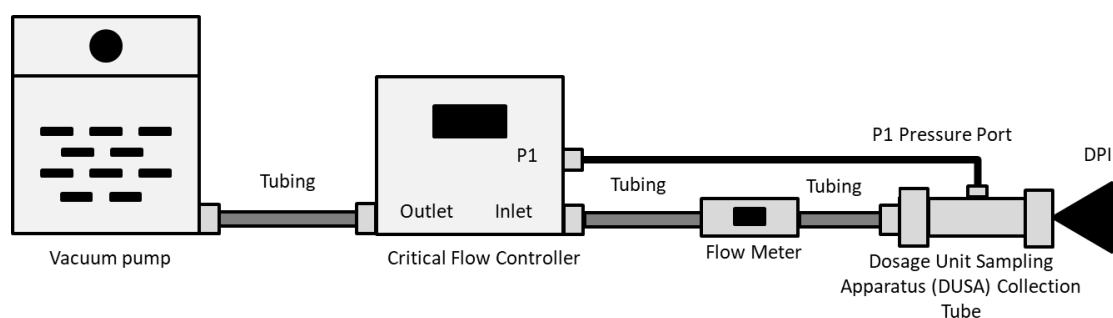 P1 Pressure Port
DPI
P1
Tubing
Tubing
Tubing
Outlet
Inlet
Vacuum pump
Critical Flow Controller
Flow Meter
Dosage Unit Sampling
Apparatus (DUSA) Collection
Tube